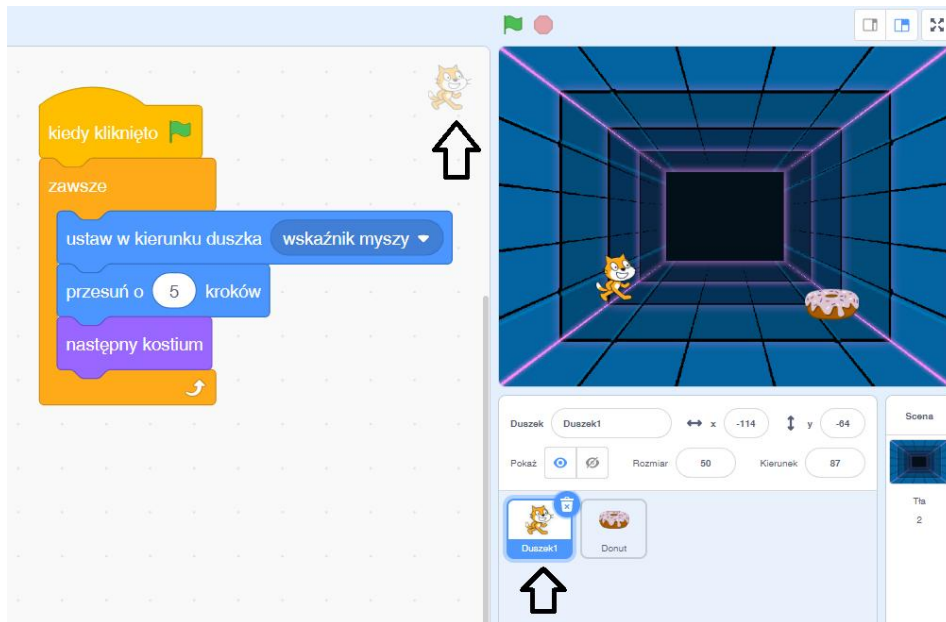 kiedy kliknięto
zawsze
ustaw w kierunku duszka wskaźnik myszy
przesuń o 5 kroków
następny kostium
Duszek Duszek1 x -114 y -64
Pokaż Rozmiar 50 Kierunek 87
Duszek1 Donut
Scena
Tła
2